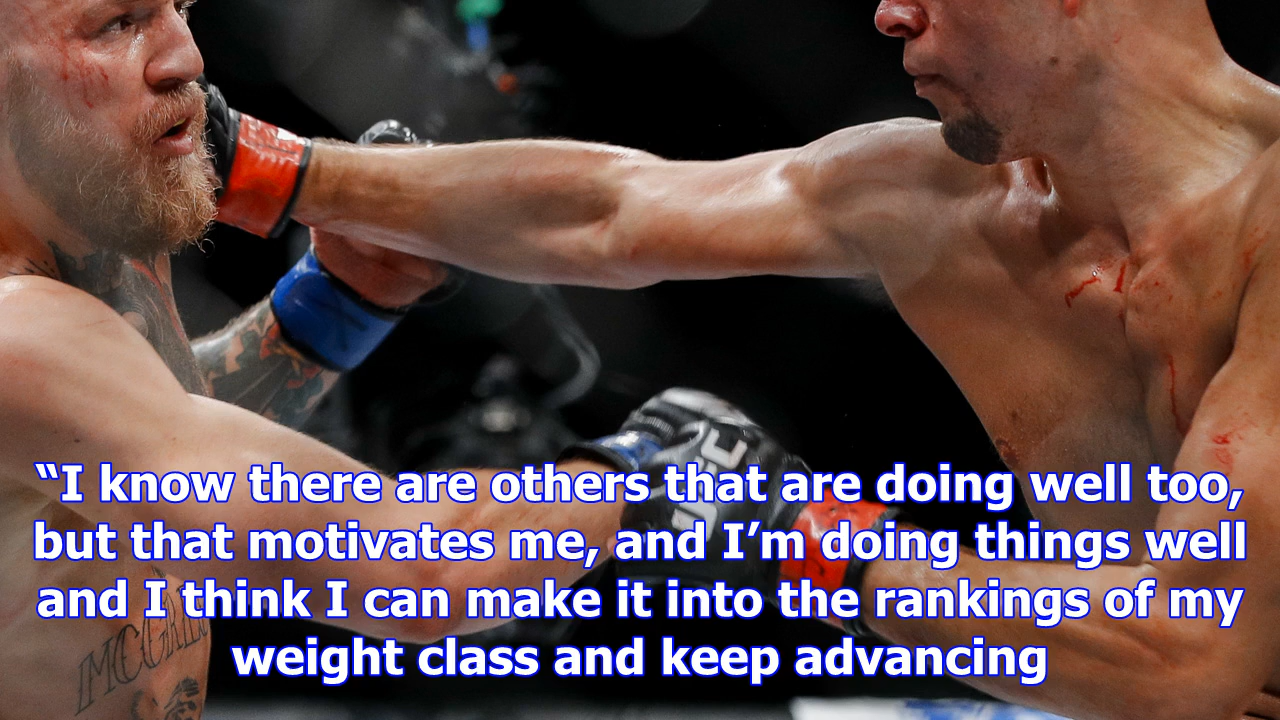 UFC
“I know there are others that are doing well too,
but that motivates me, and I’m doing things well
and I think I can make it into the rankings of my
weight class and keep advancing